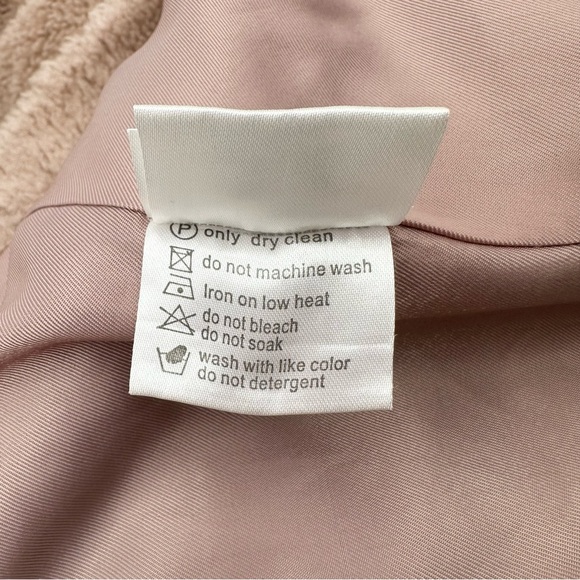 P only dry clean
do not machine wash
Iron on low heat
do not bleach
do not soak
wash with like color
do not detergent